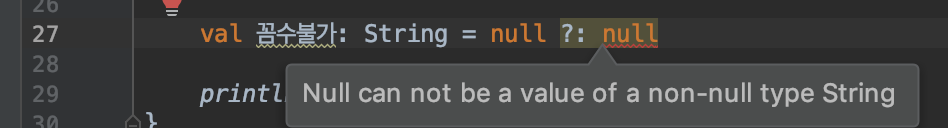 26
27 val 꼼수불가: String = null ?: null
28
29 println
Null can not be a value of a non-null type String
30 }